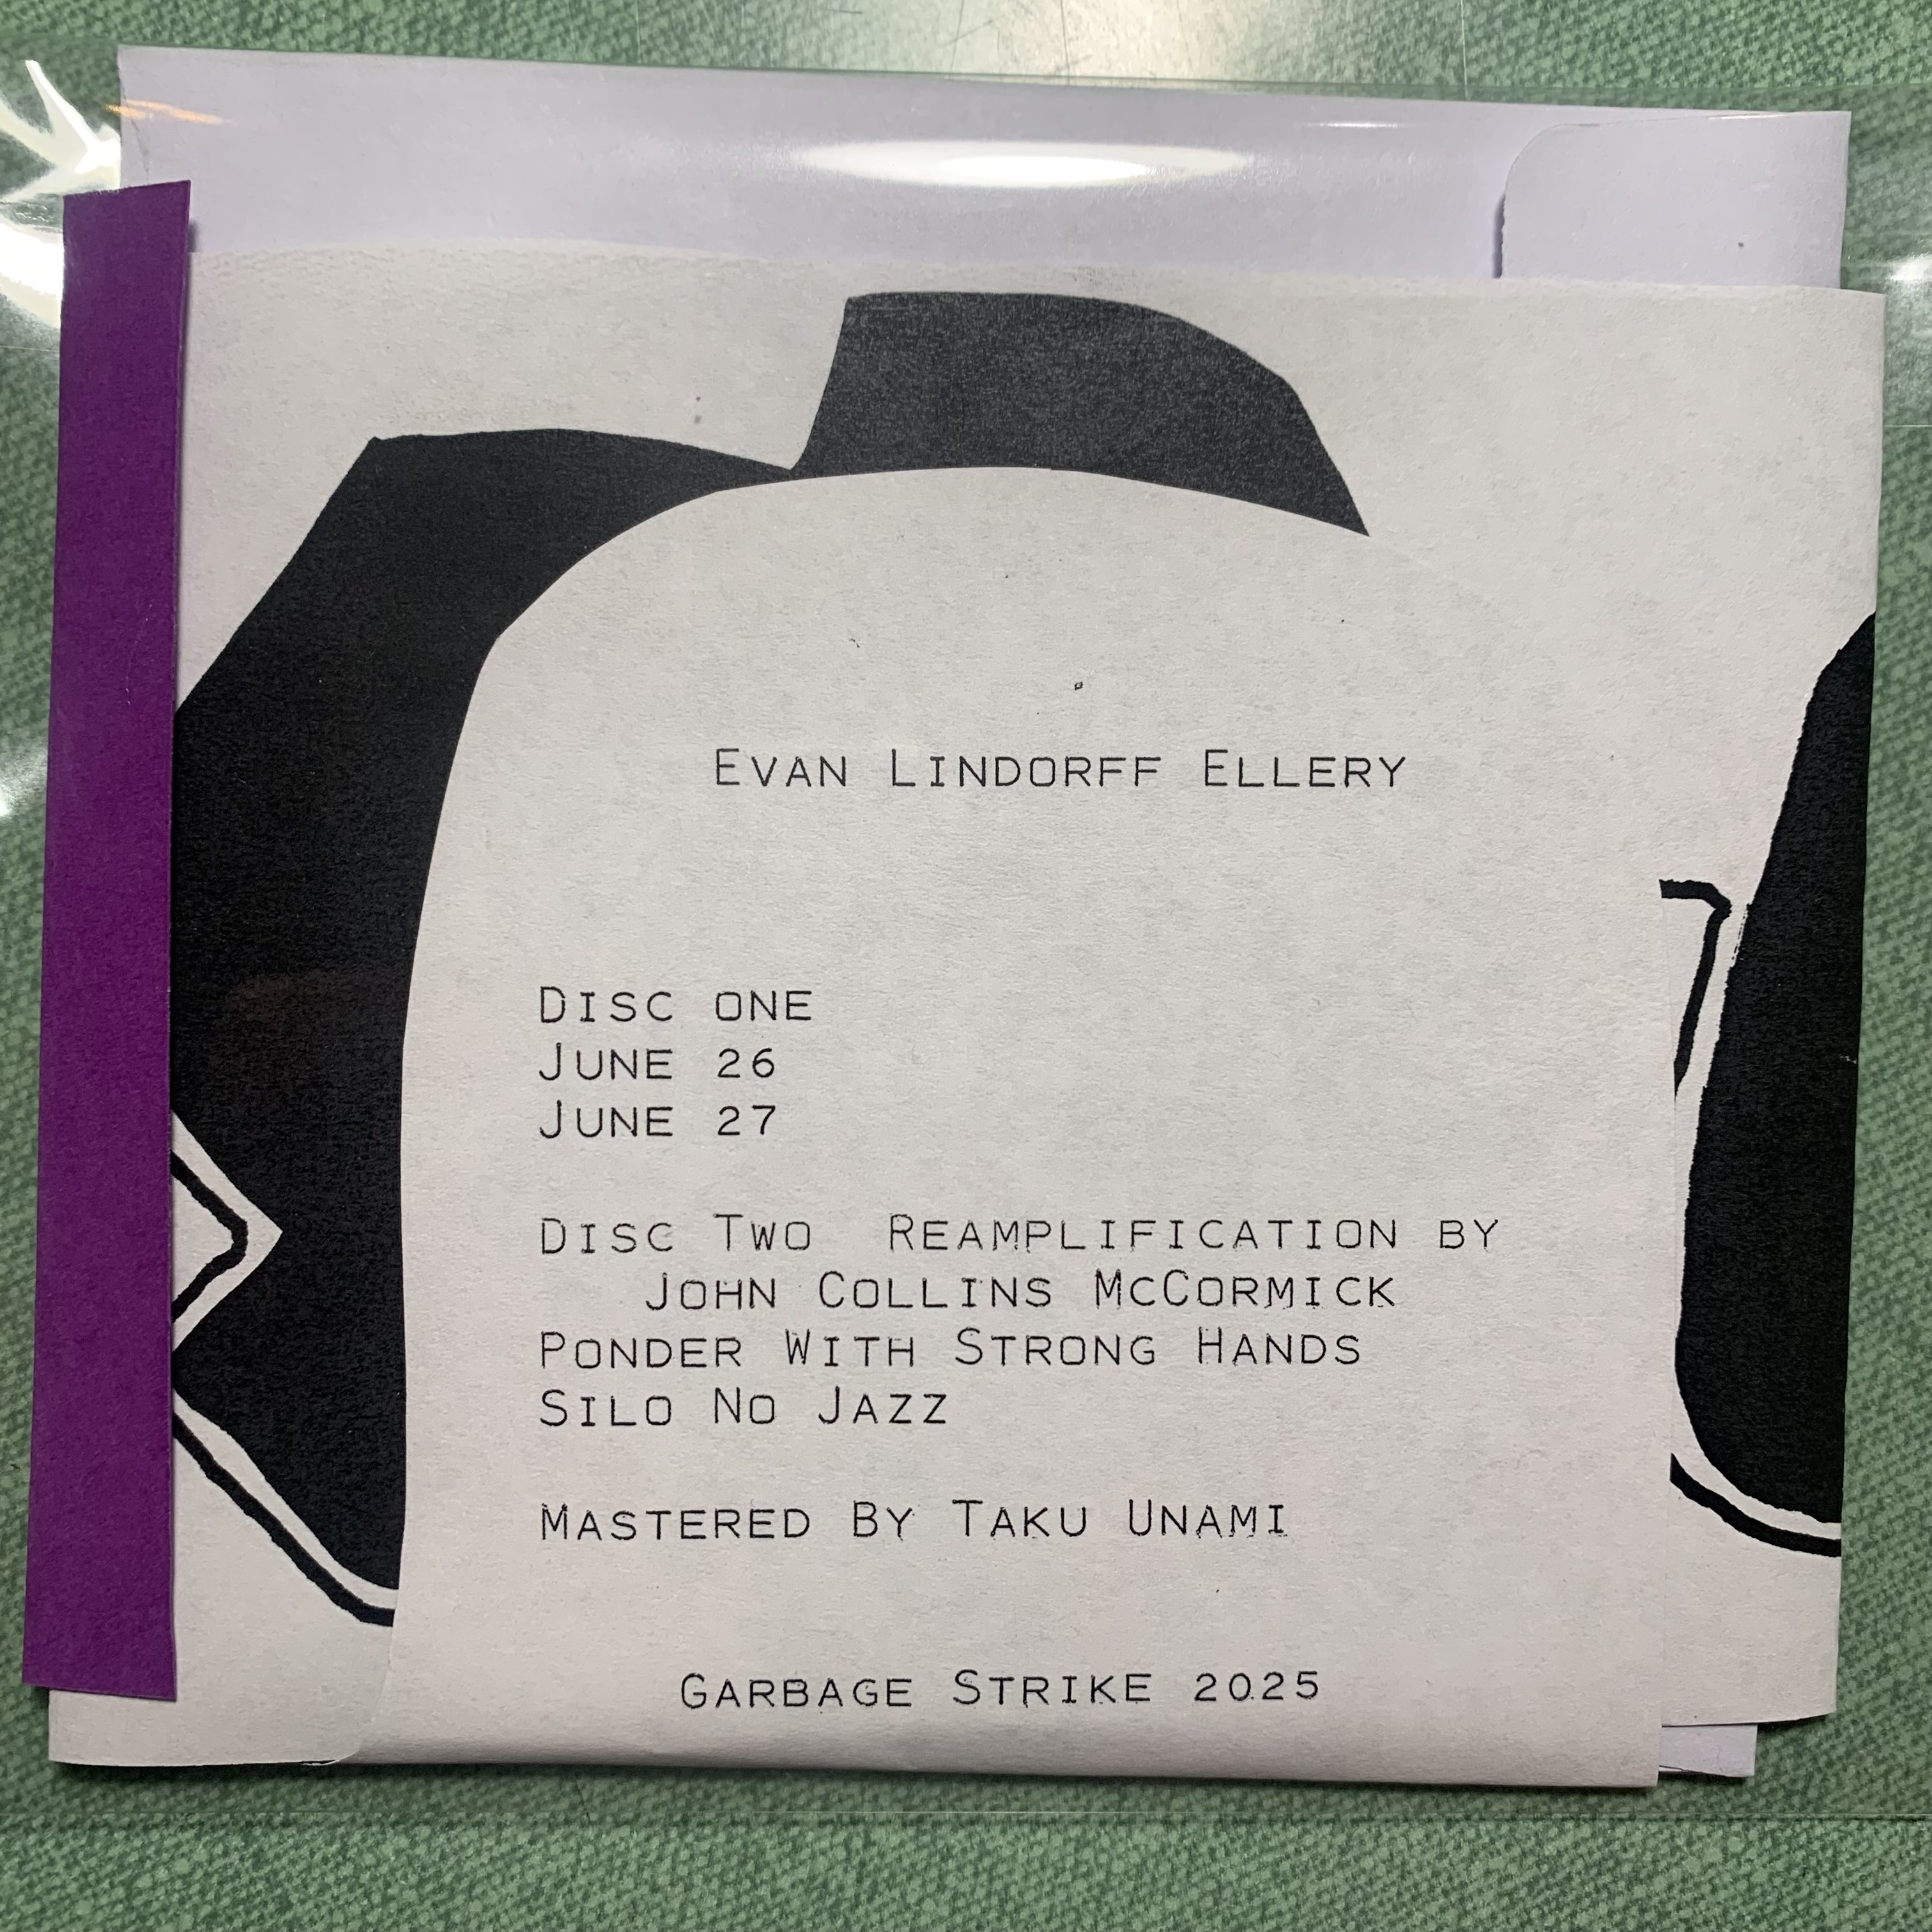 Evan Lindorff Ellery
Disc one
June 26
June 27
Disc Two  Reamplification by
John Collins McCormick
Ponder With Strong Hands
Silo No Jazz
Mastered By Taku Unami
Garbage Strike 2025